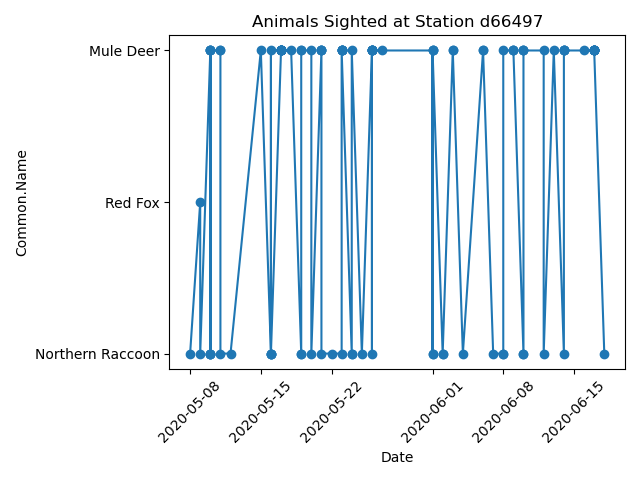 Animals Sighted at Station d66497
Mule Deer
Red Fox
Northern Raccoon
Common.Name
2020-05-08
2020-05-15
2020-05-22
2020-06-01
2020-06-08
2020-06-15
Date